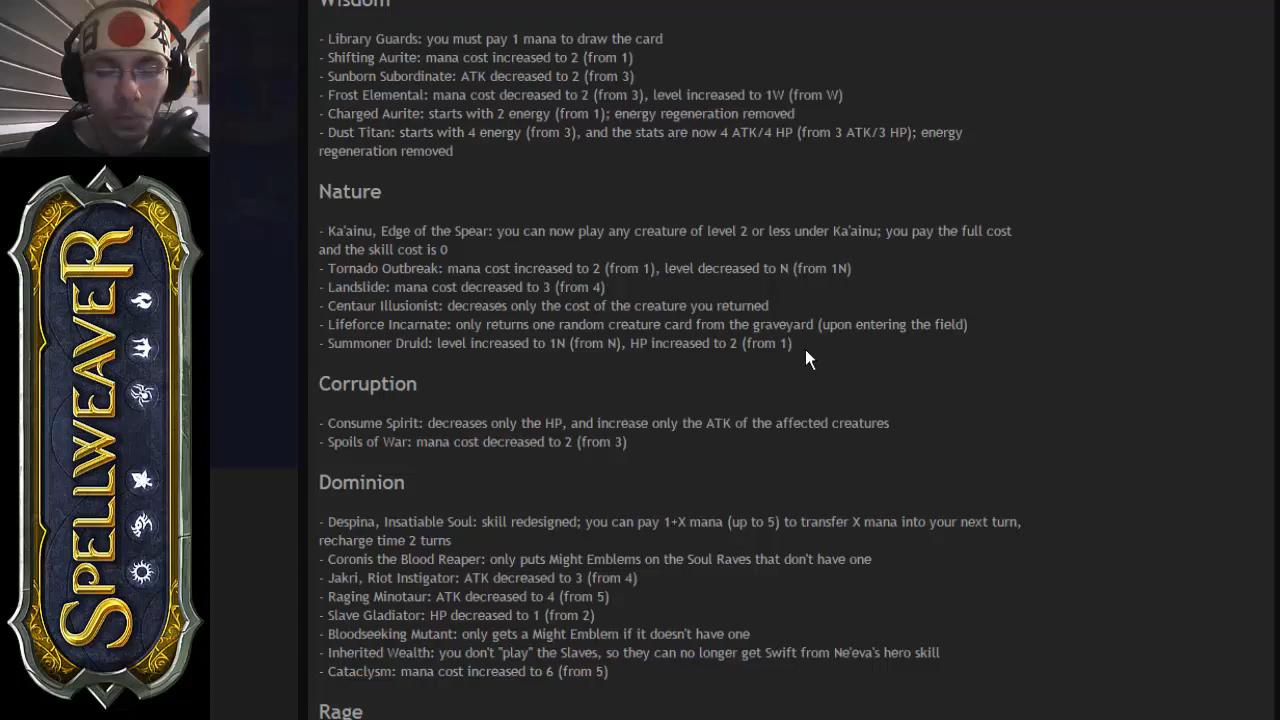 Wisdom
- Library Guards: you must pay 1 mana to draw the card
- Shifting Aurite: mana cost increased to 2 (from 1)
- Sunborn Subordinate: ATK decreased to 2 (from 3)
- Frost Elemental: mana cost decreased to 2 (from 3), level increased to 1W (from W)
- Charged Aurite: starts with 2 energy (from 1); energy regeneration removed
- Dust Titan: starts with 4 energy (from 3), and the stats are now 4 ATK/4 HP (from 3 ATK/3 HP); energy
regeneration removed
Nature
- Ka'ainu, Edge of the Spear: you can now play any creature of level 2 or less under Ka'ainu; you pay the full cost
and the skill cost is 0
- Tornado Outbreak: mana cost increased to 2 (from 1), level decreased to N (from 1N)
- Landslide: mana cost decreased to 3 (from 4)
- Centaur Illusionist: decreases only the cost of the creature you returned
- Lifeforce Incarnate: only returns one random creature card from the graveyard (upon entering the field)
- Summoner Druid: level increased to 1N (from N), HP increased to 2 (from 1)
Corruption
- Consume Spirit: decreases only the HP, and increase only the ATK of the affected creatures
- Spoils of War: mana cost decreased to 2 (from 3)
Dominion
- Despina, Insatiable Soul: skill redesigned; you can pay 1+X mana (up to 5) to transfer X mana into your next turn,
recharge time 2 turns
- Coronis the Blood Reaper: only puts Might Emblems on the Soul Raves that don't have one
- Jakri, Riot Instigator: ATK decreased to 3 (from 4)
- Raging Minotaur: ATK decreased to 4 (from 5)
- Slave Gladiator: HP decreased to 1 (from 2)
- Bloodseeking Mutant: only gets a Might Emblem if it doesn't have one
- Inherited Wealth: you don't "play" the Slaves, so they can no longer get Swift from Ne'eva's hero skill
- Cataclysm: mana cost increased to 6 (from 5)
Rage
SPELLWEAVER
日 本